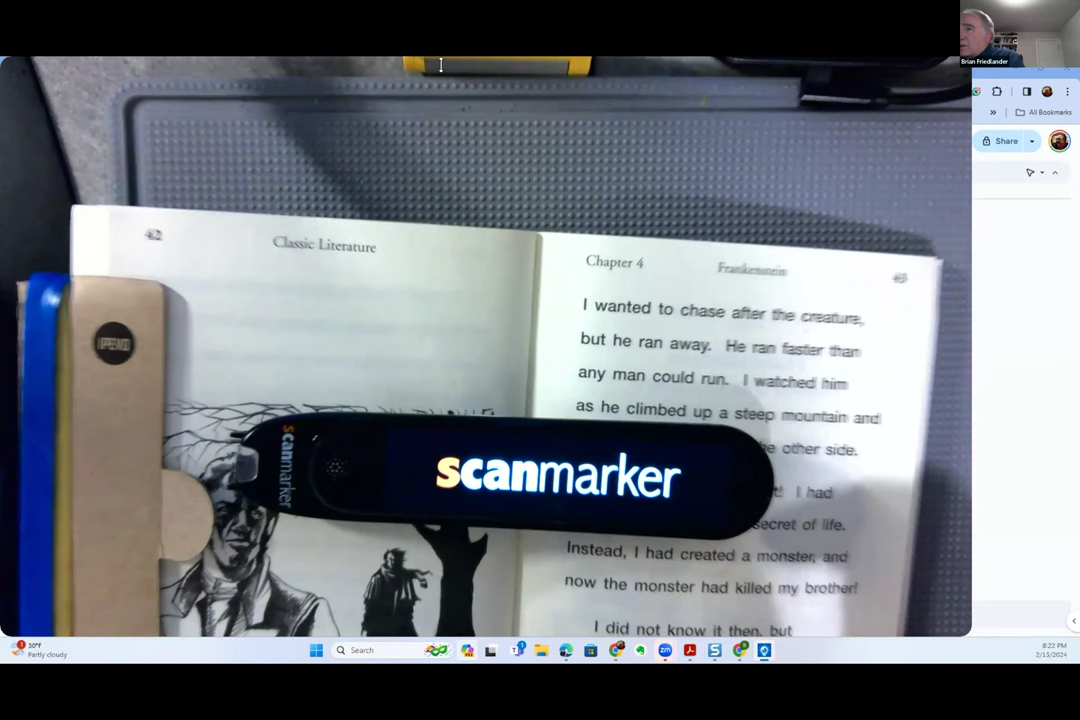 Brian Friedlander
All Bookmarks
Share
42
Classic Literature
Chapter 4
Frankenstein
43
I wanted to chase after the creature,
but he ran away. He ran faster than
any man could run. I watched him
as he climbed up a steep mountain and
he other side.
t! I had
secret of life.
Instead, I had created a monster, and
now the monster had killed my brother!
I did not know it then, but
IPEVO
scanmarker
scanmarker
30°F
Partly cloudy
Search
8:22 PM
2/13/2024